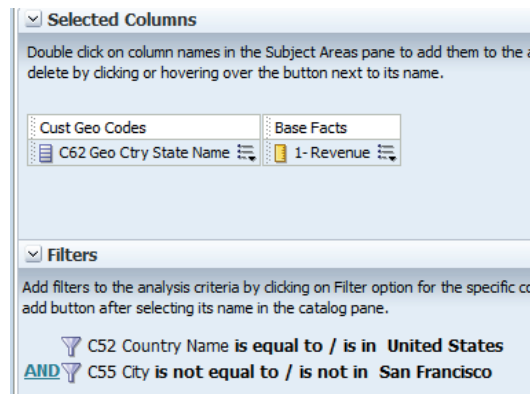 Selected Columns
Double click on column names in the Subject Areas pane to add them to the
delete by clicking or hovering over the button next to its name.
Cust Geo Codes Base Facts
C62 Geo Ctry State Name 1- Revenue
Filters
Add filters to the analysis criteria by clicking on Filter option for the specific
add button after selecting its name in the catalog pane.
C52 Country Name is equal to / is in United States
AND C55 City is not equal to / is not in San Francisco